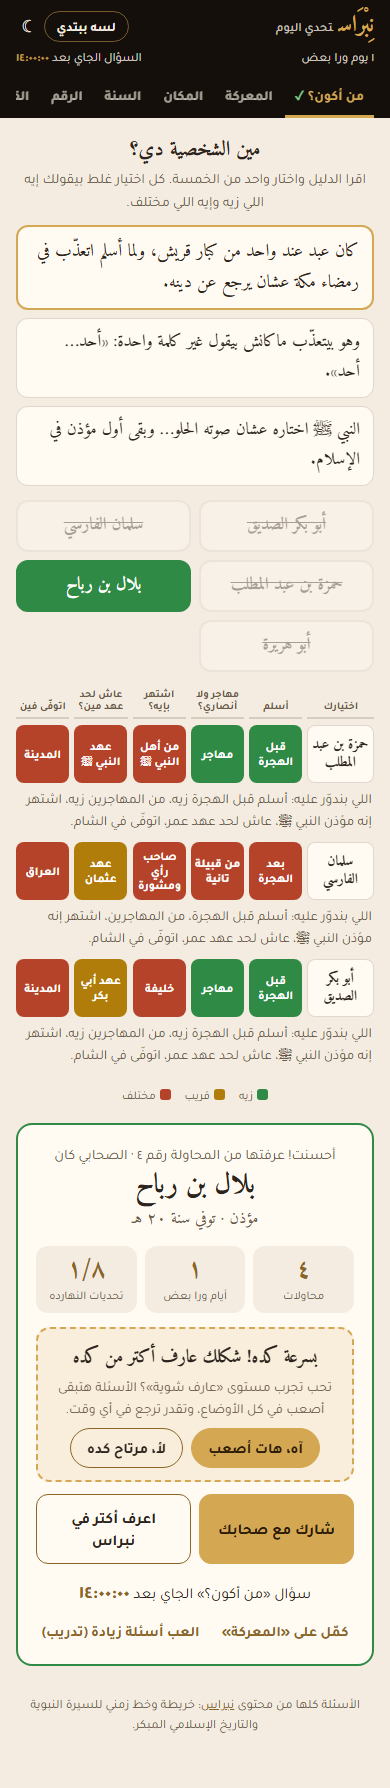 نِبْرَاس تحدي اليوم
لسه ببتدي
١ يوم ورا بعض
السؤال الجاي بعد ١٤:٠٠:٠٠
من أكون؟ ✓
المعركة
المكان
السنة
الرقم
مين الشخصية دي؟
اقرا الدليل واختار واحد من الخمسة. كل اختيار غلط بيقولك إيه
اللي زيه وإيه اللي مختلف.
كان عبد عند واحد من كبار قريش، ولما أسلم اتعذّب في
رمضاء مكة عشان يرجع عن دينه.
وهو بيتعذّب ماكانش بيقول غير كلمة واحدة: «أحد...
أحد».
النبي ﷺ اختاره عشان صوته الحلو... وبقى أول مؤذن في
الإسلام.
أبو بكر الصديق
سلمان الفارسي
حمزة بن عبد المطلب
بلال بن رباح
أبو هريرة
اختيارك
أسلم
مهاجر ولا
أنصاري؟
اشتهر
بإيه؟
عاش لحد
عهد مين؟
اتوفّى فين
حمزة بن عبد
المطلب
قبل
الهجرة
مهاجر
من أهل
النبي ﷺ
عهد
النبي ﷺ
المدينة
اللي بندوّر عليه: أسلم قبل الهجرة زيه، من المهاجرين زيه، اشتهر
إنه مؤذن النبي ﷺ، عاش لحد عهد عمر، اتوفّى في الشام.
سلمان
الفارسي
بعد
الهجرة
من قبيلة
تانية
صاحب
رأي
ومشورة
عهد
عثمان
العراق
اللي بندوّر عليه: أسلم قبل الهجرة، من المهاجرين، اشتهر إنه
مؤذن النبي ﷺ، عاش لحد عهد عمر، اتوفّى في الشام.
أبو بكر
الصديق
قبل
الهجرة
مهاجر
خليفة
عهد أبي
بكر
المدينة
اللي بندوّر عليه: أسلم قبل الهجرة زيه، من المهاجرين زيه، اشتهر
إنه مؤذن النبي ﷺ، عاش لحد عهد عمر، اتوفّى في الشام.
زيه
قريب
مختلف
أحسنت! عرفتها من المحاولة رقم ٤ · الصحابي كان
بلال بن رباح
مؤذن · توفي سنة ٢٠ هـ
٤
محاولات
١
أيام ورا بعض
١/٨
تحديات النهارده
بسرعة كده! شكلك عارف أكتر من كده
تحب تجرب مستوى «عارف شوية»؟ الأسئلة هتبقى
أصعب في كل الأوضاع، وتقدر ترجع في أي وقت.
آه، هات أصعب
لأ، مرتاح كده
شارك مع صحابك
اعرف أكتر في
نبراس
سؤال «من أكون؟» الجاي بعد ١٤:٠٠:٠٠
كمّل على «المعركة»
العب أسئلة زيادة (تدريب)
الأسئلة كلها من محتوى نبراس: خريطة وخط زمني للسيرة النبوية
والتاريخ الإسلامي المبكر.